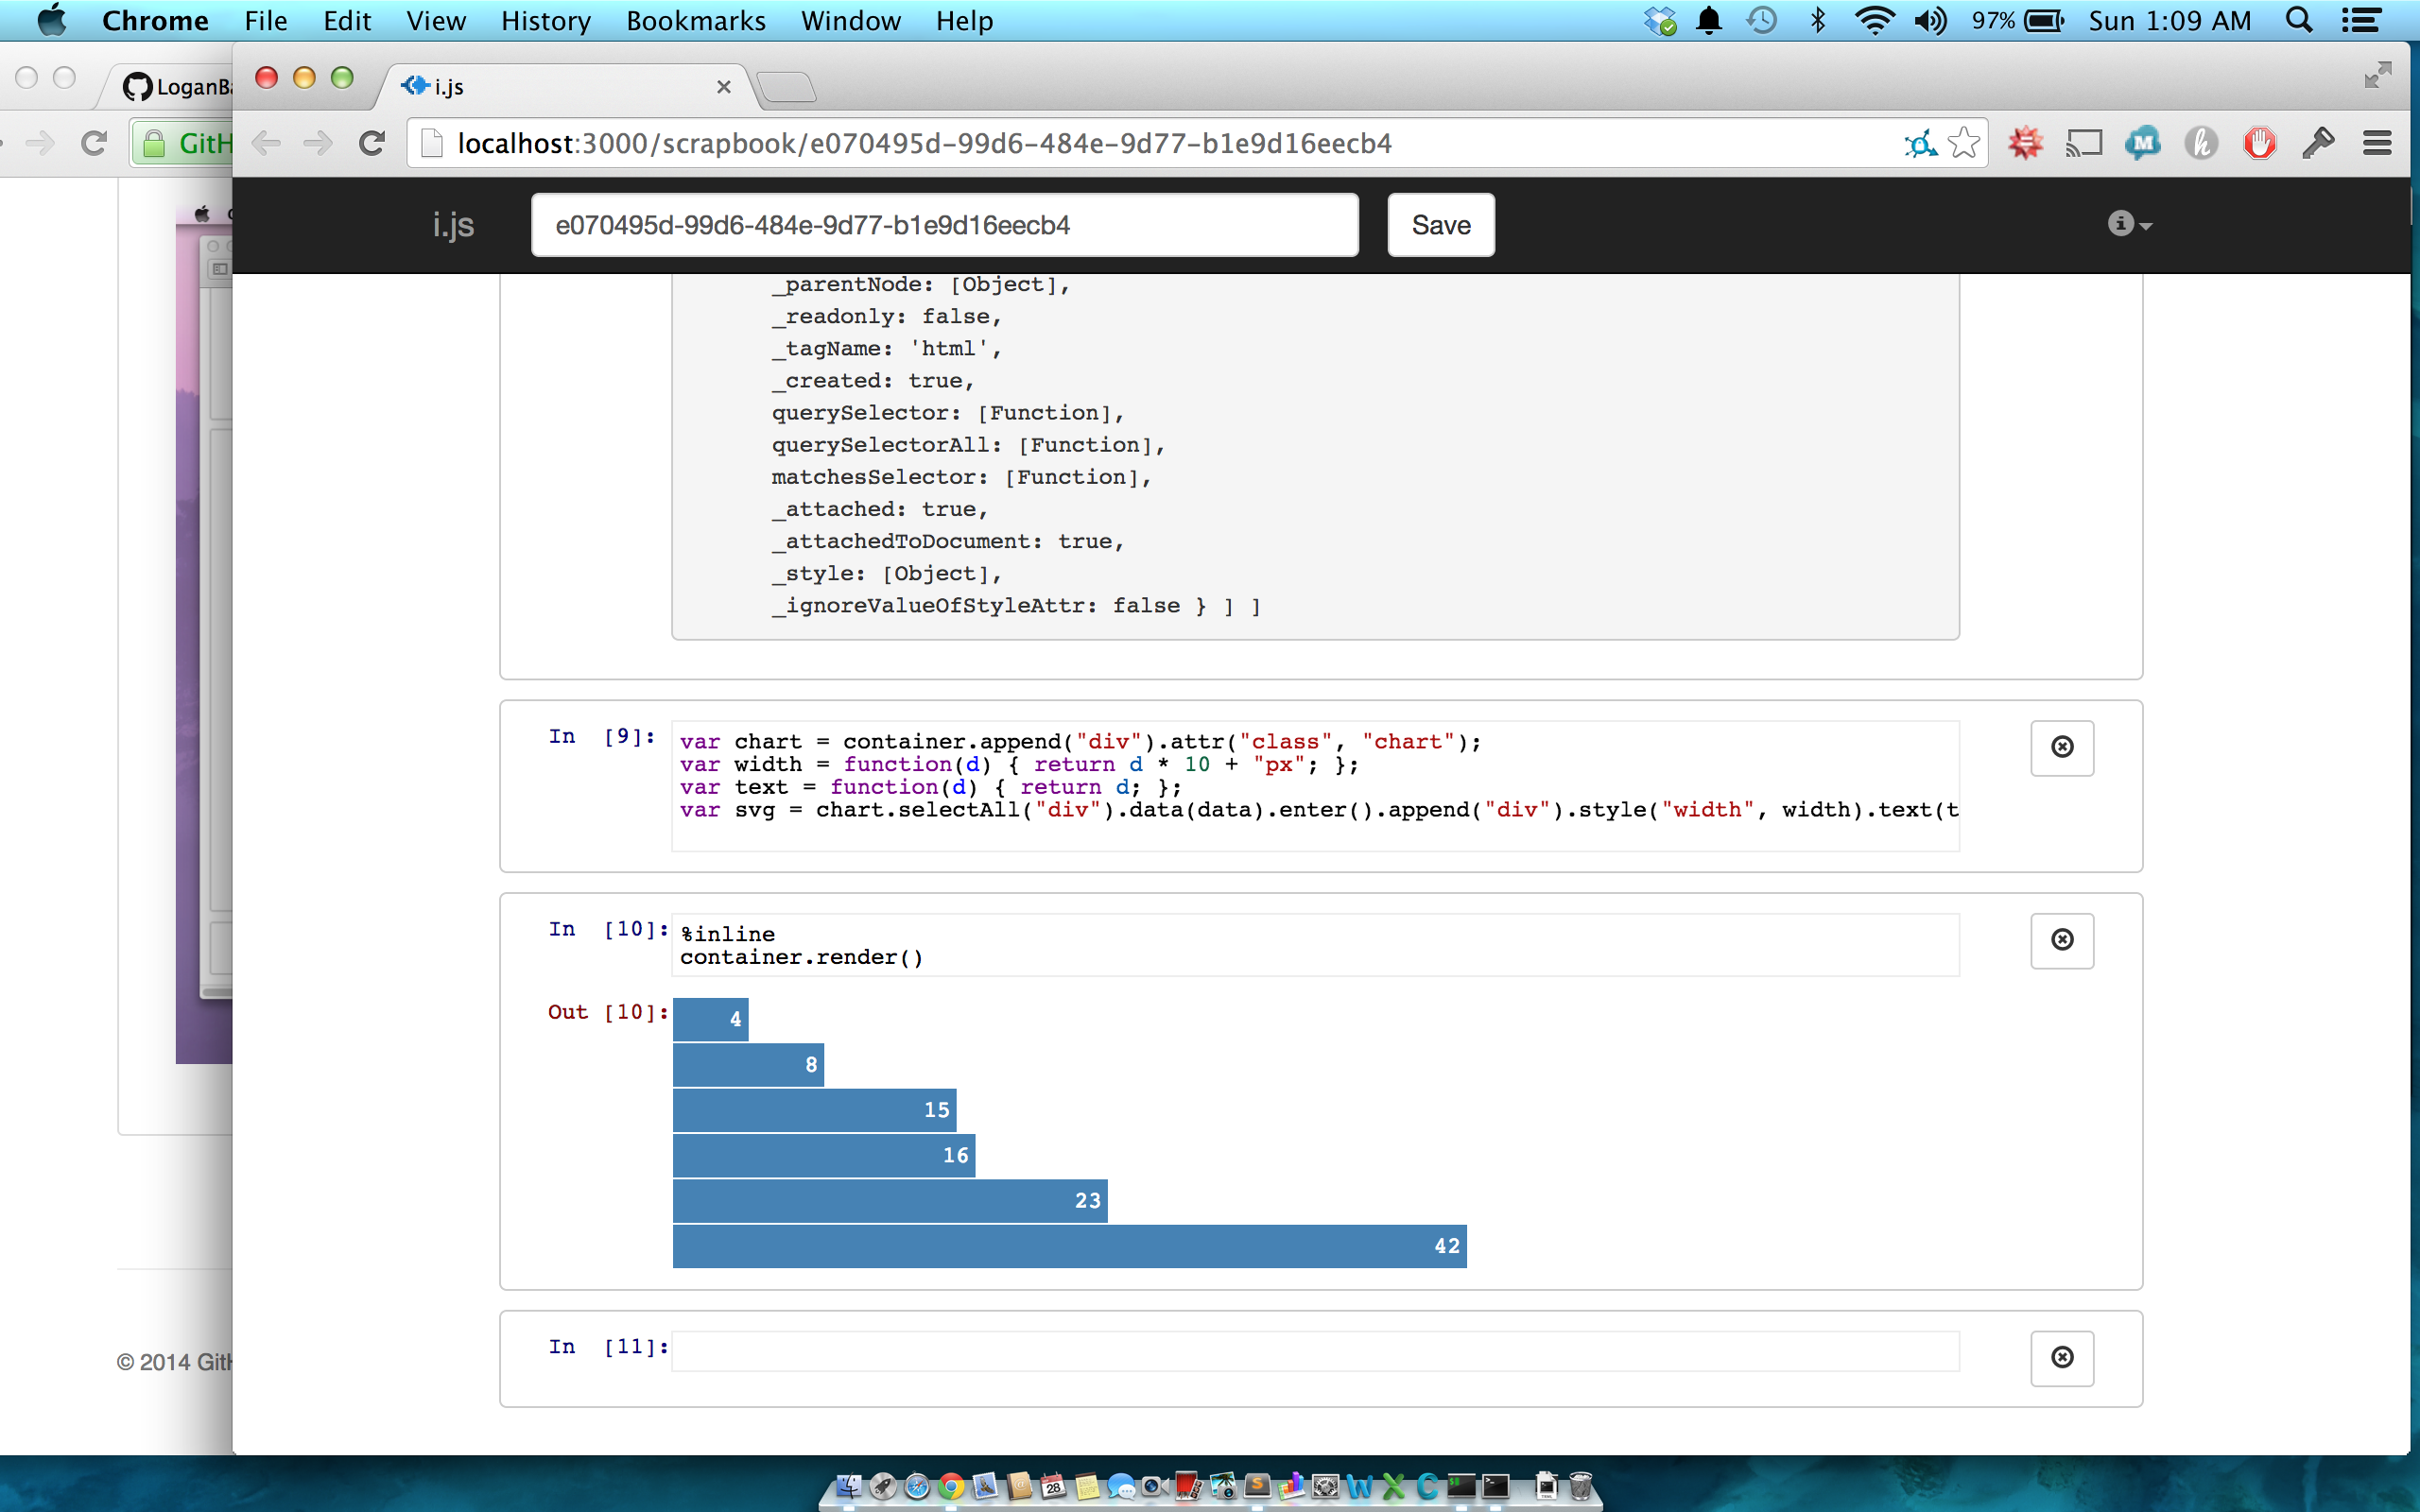 Chrome File Edit View History Bookmarks Window Help 97% Sun 1:09 AM
LoganBa
i.js
GitH
localhost:3000/scrapbook/e070495d-99d6-484e-9d77-b1e9d16eecb4
i.js e070495d-99d6-484e-9d77-b1e9d16eecb4 Save
_parentNode: [Object],
_readonly: false,
_tagName: 'html',
_created: true,
querySelector: [Function],
querySelectorAll: [Function],
matchesSelector: [Function],
_attached: true,
_attachedToDocument: true,
_style: [Object],
_ignoreValueOfStyleAttr: false } ] ]
In [9]:
var chart = container.append("div").attr("class", "chart");
var width = function(d) { return d * 10 + "px"; };
var text = function(d) { return d; };
var svg = chart.selectAll("div").data(data).enter().append("div").style("width", width).text(t
In [10]:
%inline
container.render()
Out [10]:
4
8
15
16
23
42
In [11]:
© 2014 GitH
28